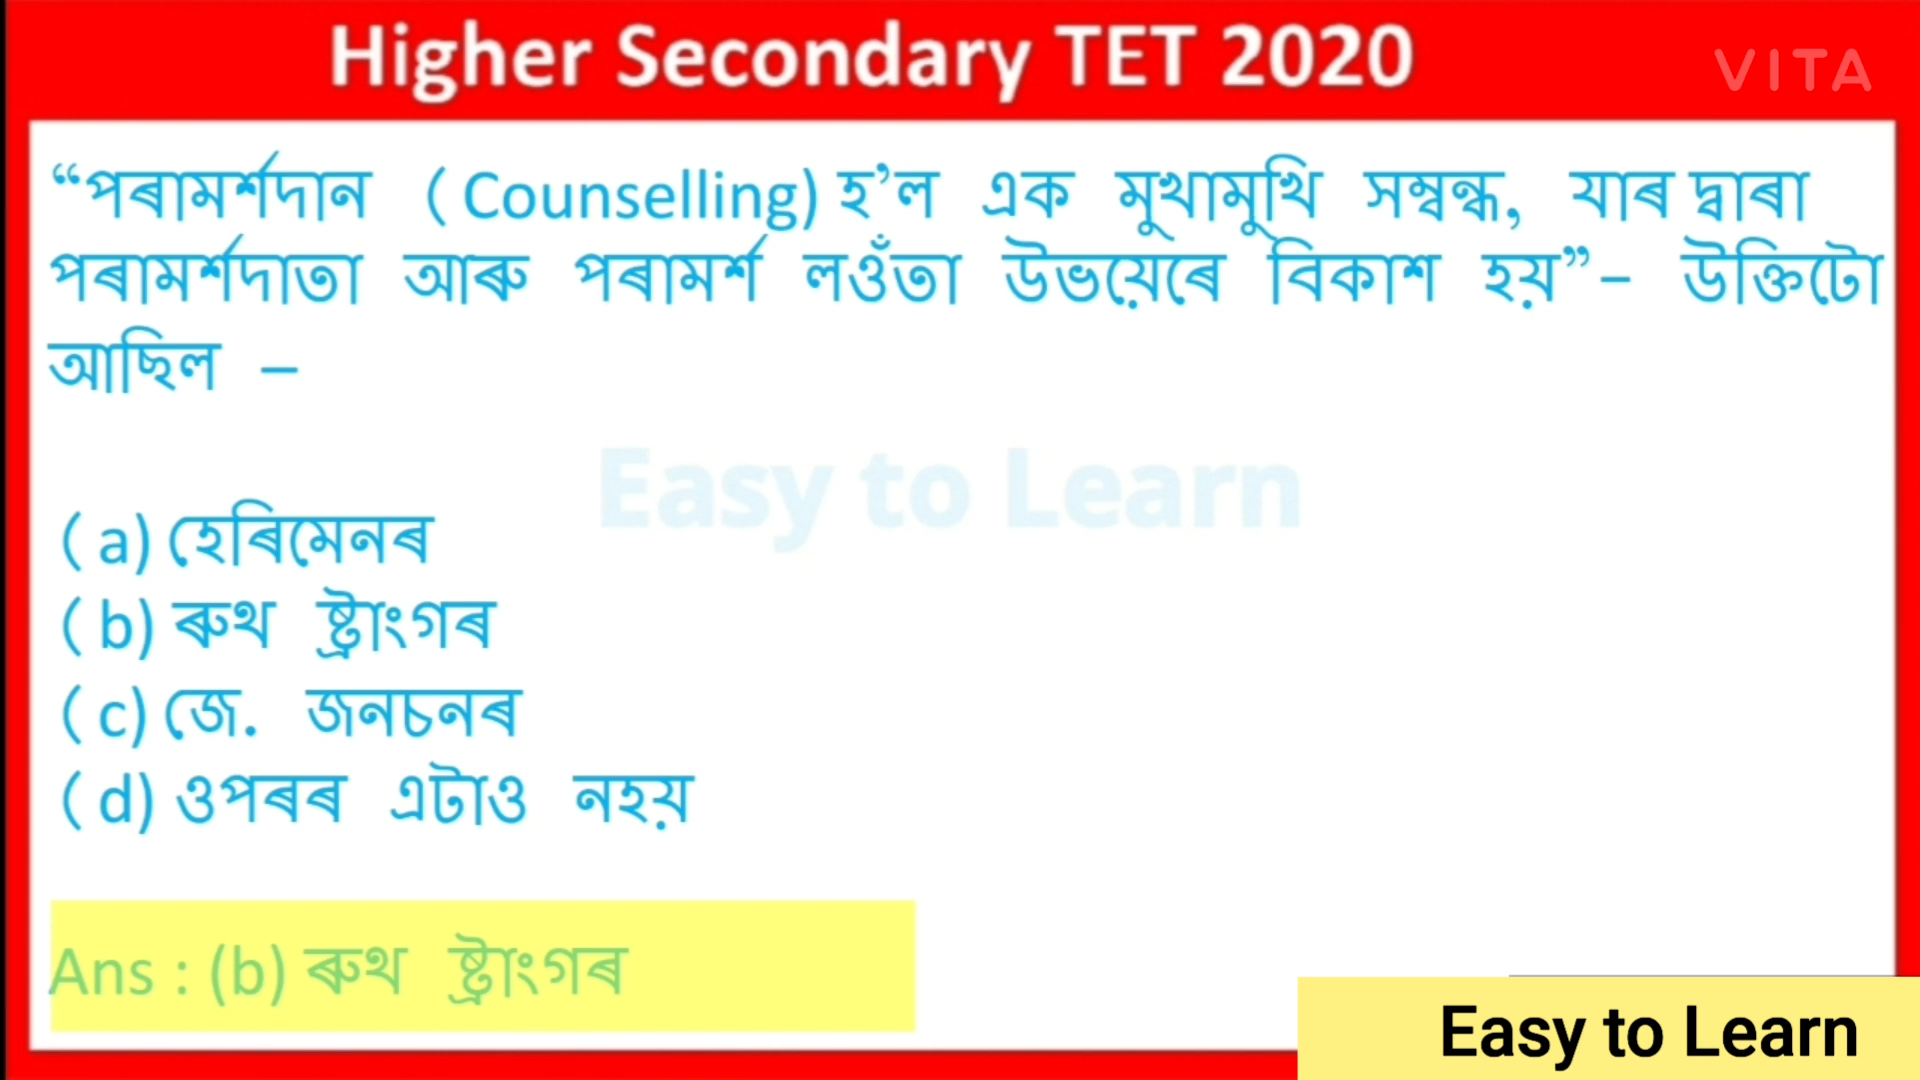 Higher Secondary TET 2020
VITA
“পৰামৰ্শদান ( Counselling) হ’ল এক মুখামুখি সম্বন্ধ, যাৰ দ্বাৰা
পৰামৰ্শদাতা আৰু পৰামৰ্শ লওঁতা উভয়েৰে বিকাশ হয়”– উক্তিটো
আছিল –
Easy to Learn
( a) হেৰিমেনৰ
( b) ৰুথ ষ্ট্ৰাংগৰ
( c) জে. জনচনৰ
( d) ওপৰৰ এটাও নহয়
Ans : (b) ৰুথ ষ্ট্ৰাংগৰ
Easy to Learn